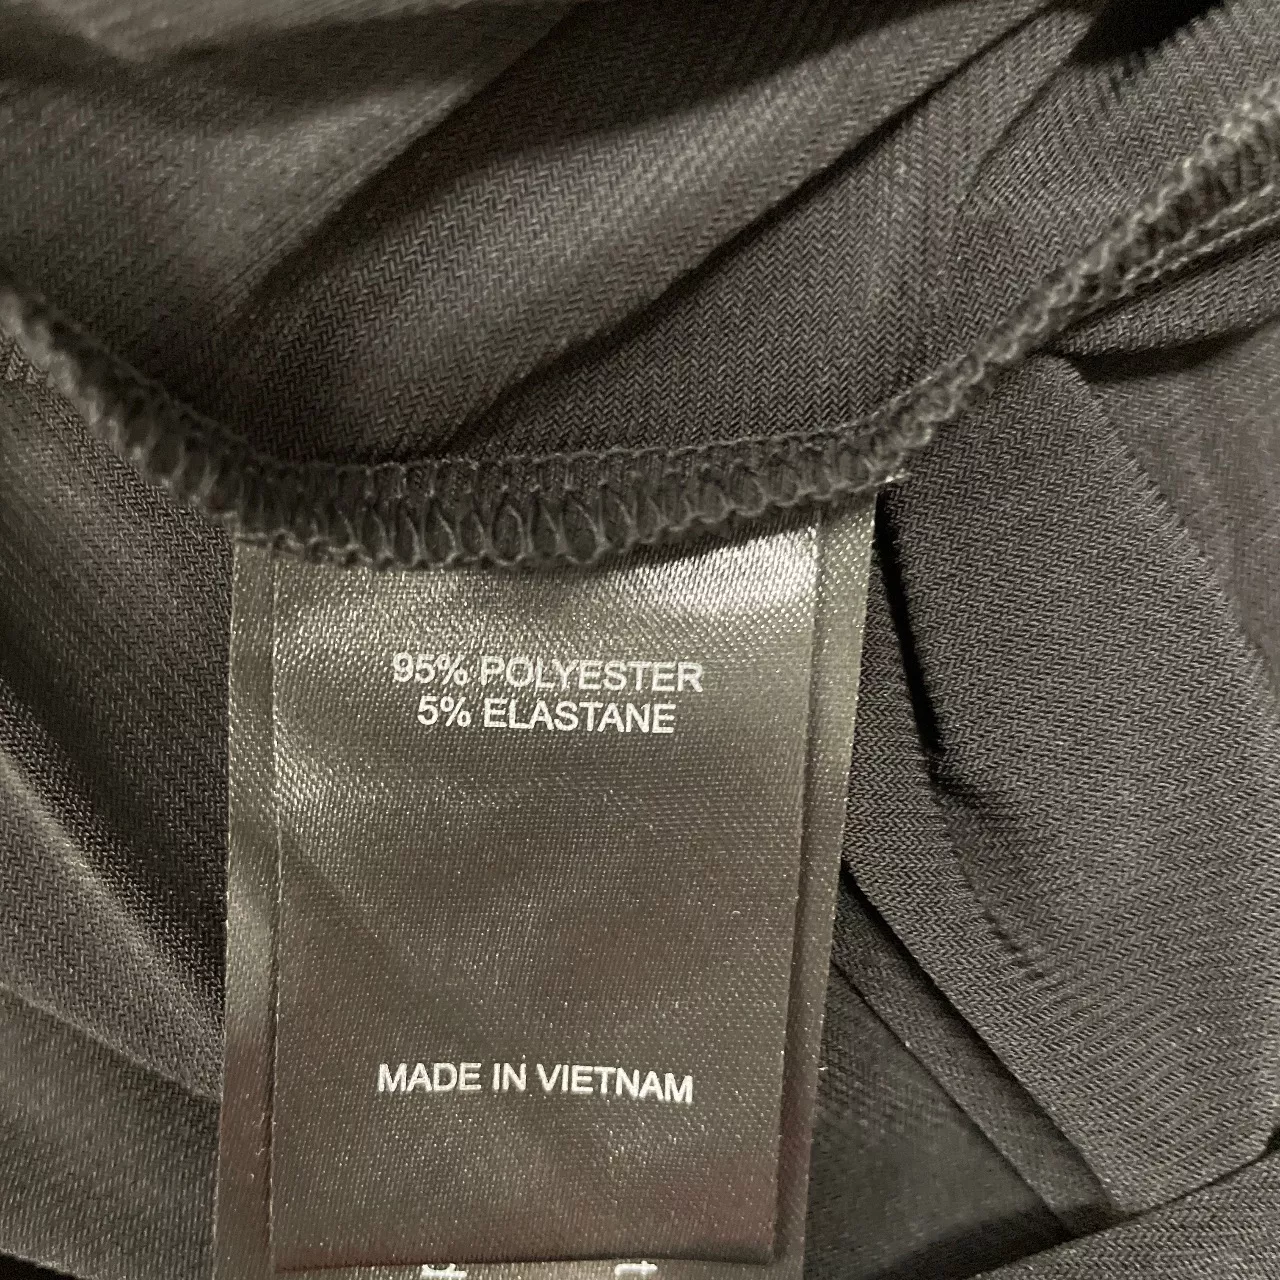 95% POLYESTER
5% ELASTANE
MADE IN VIETNAM